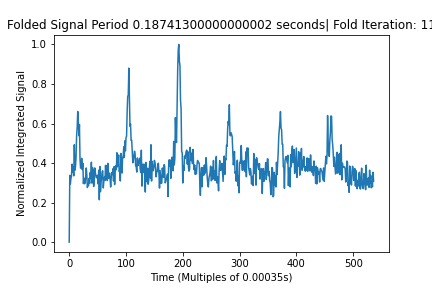 Folded Signal Period 0.18741300000000002 seconds| Fold Iteration: 11
Normalized Integrated Signal
1.0
0.8
0.6
0.4
0.2
0.0
0 100 200 300 400 500
Time (Multiples of 0.00035s)